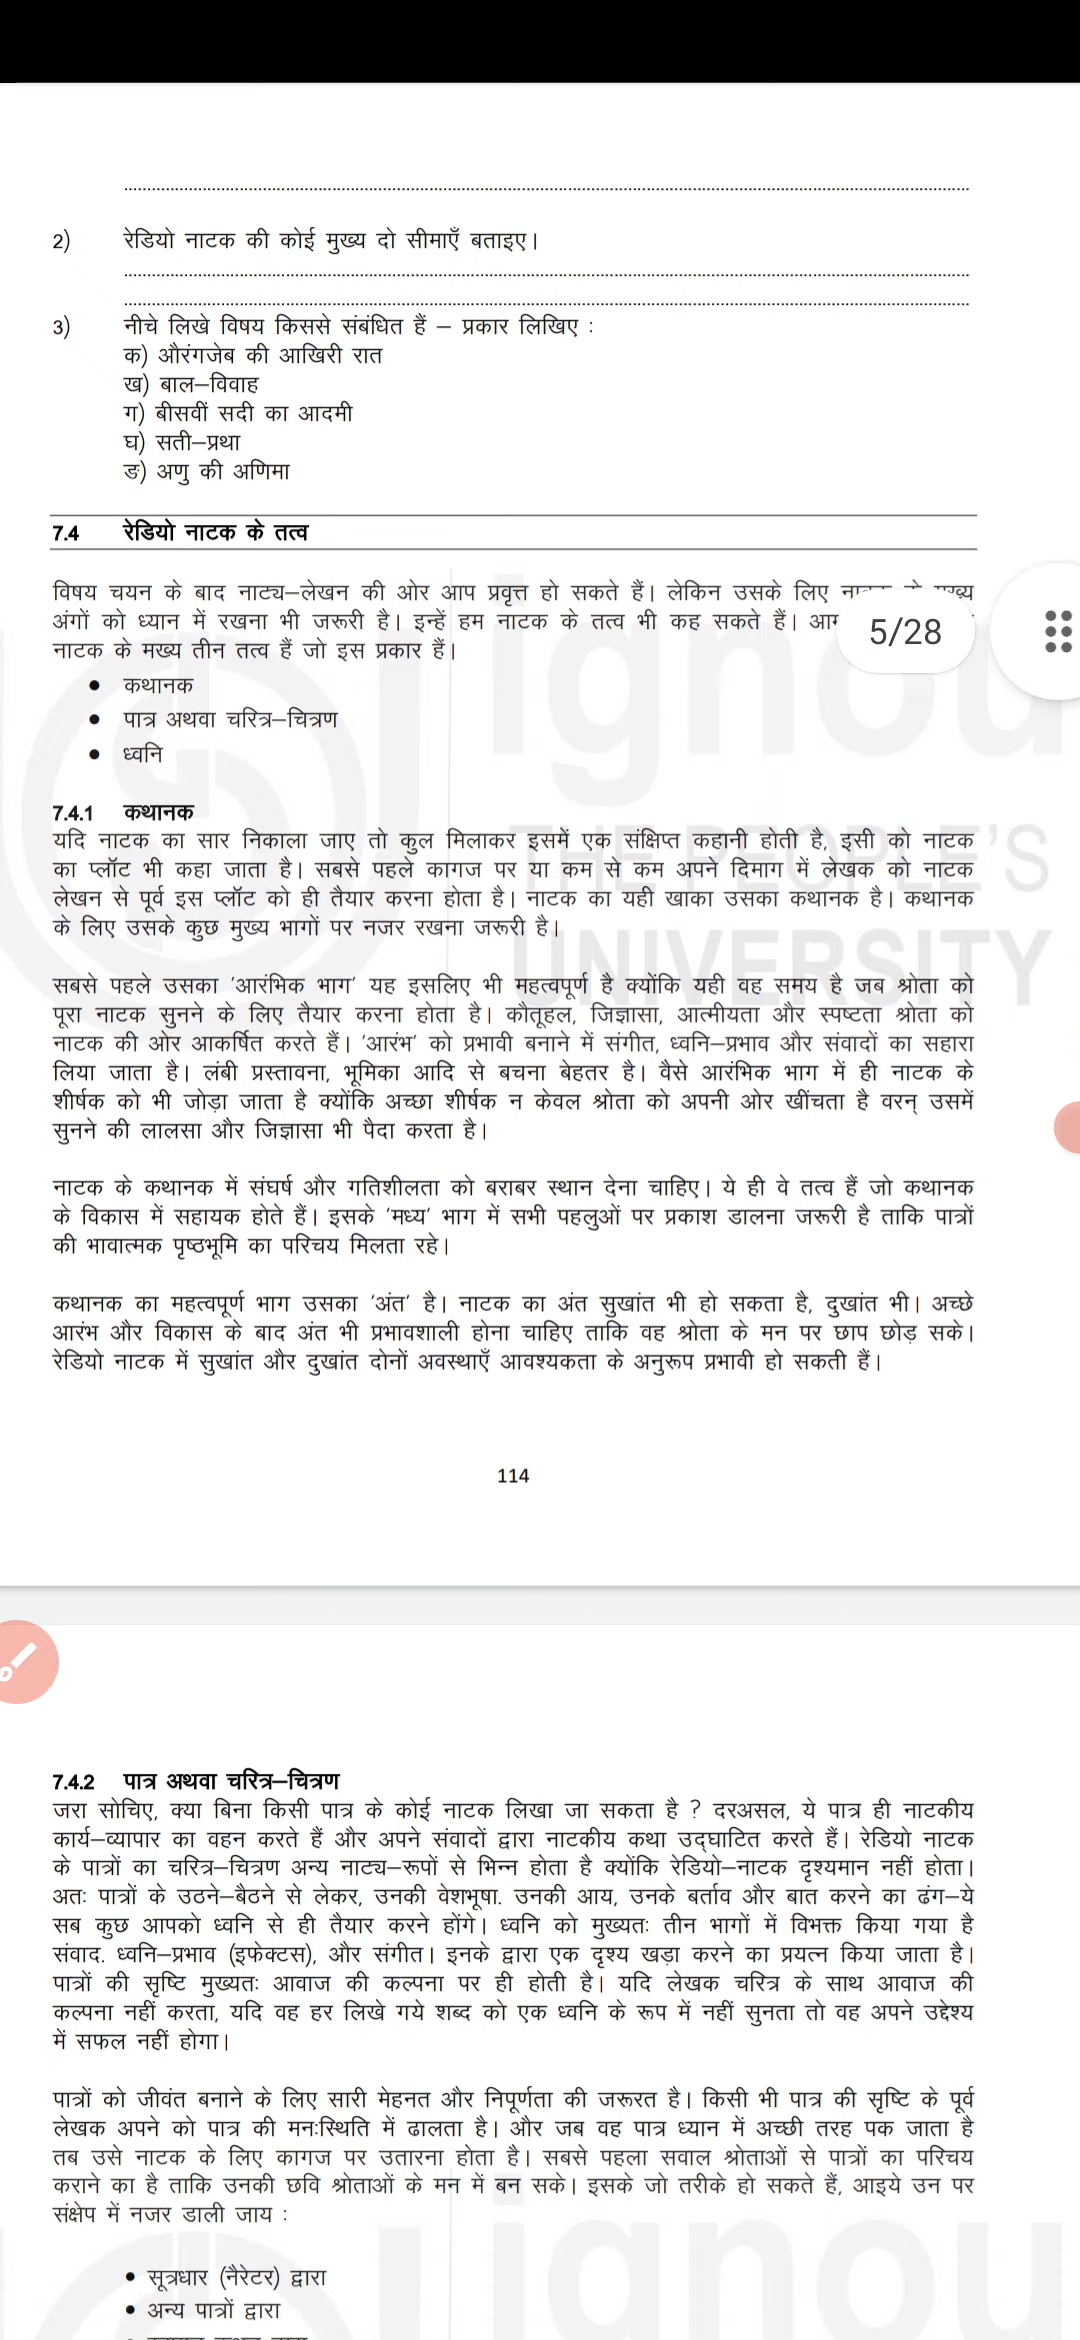 2) रेडियो नाटक की कोई मुख्य दो सीमाएँ बताइए।
3) नीचे लिखे विषय किससे संबंधित हैं – प्रकार लिखिए :
क) औरंगजेब की आखिरी रात
ख) बाल–विवाह
ग) बीसवीं सदी का आदमी
घ) सती–प्रथा
ङ) अणु की अणिमा
7.4 रेडियो नाटक के तत्व
विषय चयन के बाद नाट्य–लेखन की ओर आप प्रवृत्त हो सकते हैं। लेकिन उसके लिए
अंगों को ध्यान में रखना भी जरूरी है। इन्हें हम नाटक के तत्व भी कह सकते हैं।
5/28
नाटक के मख्य तीन तत्व हैं जो इस प्रकार हैं।
• कथानक
• पात्र अथवा चरित्र–चित्रण
• ध्वनि
ignou
THE PEOPLE'S
UNIVERSITY
7.4.1 कथानक
यदि नाटक का सार निकाला जाए तो कुल मिलाकर इसमें एक संक्षिप्त कहानी होती है, इसी को नाटक
का प्लॉट भी कहा जाता है। सबसे पहले कागज पर या कम से कम अपने दिमाग में लेखक को नाटक
लेखन से पूर्व इस प्लॉट को ही तैयार करना होता है। नाटक का यही खाका उसका कथानक है। कथानक
के लिए उसके कुछ मुख्य भागों पर नजर रखना जरूरी है।
सबसे पहले उसका 'आरंभिक भाग' यह इसलिए भी महत्वपूर्ण है क्योंकि यही वह समय है जब श्रोता को
पूरा नाटक सुनने के लिए तैयार करना होता है। कौतूहल, जिज्ञासा, आत्मीयता और स्पष्टता श्रोता को
नाटक की ओर आकर्षित करते हैं। 'आरंभ' को प्रभावी बनाने में संगीत, ध्वनि–प्रभाव और संवादों का सहारा
लिया जाता है। लंबी प्रस्तावना, भूमिका आदि से बचना बेहतर है। वैसे आरंभिक भाग में ही नाटक के
शीर्षक को भी जोड़ा जाता है क्योंकि अच्छा शीर्षक न केवल श्रोता को अपनी ओर खींचता है वरन् उसमें
सुनने की लालसा और जिज्ञासा भी पैदा करता है।
नाटक के कथानक में संघर्ष और गतिशीलता को बराबर स्थान देना चाहिए। ये ही वे तत्व हैं जो कथानक
के विकास में सहायक होते हैं। इसके 'मध्य' भाग में सभी पहलुओं पर प्रकाश डालना जरूरी है ताकि पात्रों
की भावात्मक पृष्ठभूमि का परिचय मिलता रहे।
कथानक का महत्वपूर्ण भाग उसका 'अंत' है। नाटक का अंत सुखांत भी हो सकता है, दुखांत भी। अच्छे
आरंभ और विकास के बाद अंत भी प्रभावशाली होना चाहिए ताकि वह श्रोता के मन पर छाप छोड़ सके।
रेडियो नाटक में सुखांत और दुखांत दोनों अवस्थाएँ आवश्यकता के अनुरूप प्रभावी हो सकती हैं।
114
7.4.2 पात्र अथवा चरित्र–चित्रण
जरा सोचिए, क्या बिना किसी पात्र के कोई नाटक लिखा जा सकता है ? दरअसल, ये पात्र ही नाटकीय
कार्य–व्यापार का वहन करते हैं और अपने संवादों द्वारा नाटकीय कथा उद्घाटित करते हैं। रेडियो नाटक
के पात्रों का चरित्र–चित्रण अन्य नाट्य–रूपों से भिन्न होता है क्योंकि रेडियो–नाटक दृश्यमान नहीं होता।
अतः पात्रों के उठने–बैठने से लेकर, उनकी वेशभूषा. उनकी आय, उनके बर्ताव और बात करने का ढंग–ये
सब कुछ आपको ध्वनि से ही तैयार करने होंगे। ध्वनि को मुख्यतः तीन भागों में विभक्त किया गया है
संवाद. ध्वनि–प्रभाव (इफेक्टस), और संगीत। इनके द्वारा एक दृश्य खड़ा करने का प्रयत्न किया जाता है।
पात्रों की सृष्टि मुख्यतः आवाज की कल्पना पर ही होती है। यदि लेखक चरित्र के साथ आवाज की
कल्पना नहीं करता, यदि वह हर लिखे गये शब्द को एक ध्वनि के रूप में नहीं सुनता तो वह अपने उद्देश्य
में सफल नहीं होगा।
पात्रों को जीवंत बनाने के लिए सारी मेहनत और निपूर्णता की जरूरत है। किसी भी पात्र की सृष्टि के पूर्व
लेखक अपने को पात्र की मनःस्थिति में ढालता है। और जब वह पात्र ध्यान में अच्छी तरह पक जाता है
तब उसे नाटक के लिए कागज पर उतारना होता है। सबसे पहला सवाल श्रोताओं से पात्रों का परिचय
कराने का है ताकि उनकी छवि श्रोताओं के मन में बन सके। इसके जो तरीके हो सकते हैं, आइये उन पर
संक्षेप में नजर डाली जाय :
• सूत्रधार (नैरेटर) द्वारा
• अन्य पात्रों द्वारा
ignou